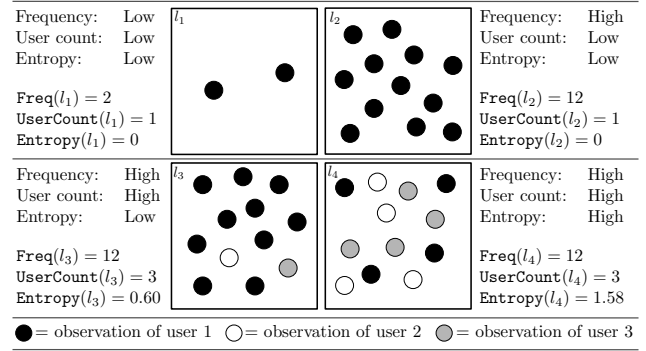 Frequency: Low
User count: Low
Entropy: Low
Freq(l₁) = 2
UserCount(l₁) = 1
Entropy(l₁) = 0
l₁
l₂
Frequency: High
User count: Low
Entropy: Low
Freq(l₂) = 12
UserCount(l₂) = 1
Entropy(l₂) = 0
Frequency: High
User count: High
Entropy: Low
Freq(l₃) = 12
UserCount(l₃) = 3
Entropy(l₃) = 0.60
l₃
l₄
Frequency: High
User count: High
Entropy: High
Freq(l₄) = 12
UserCount(l₄) = 3
Entropy(l₄) = 1.58
= observation of user 1 = observation of user 2 = observation of user 3